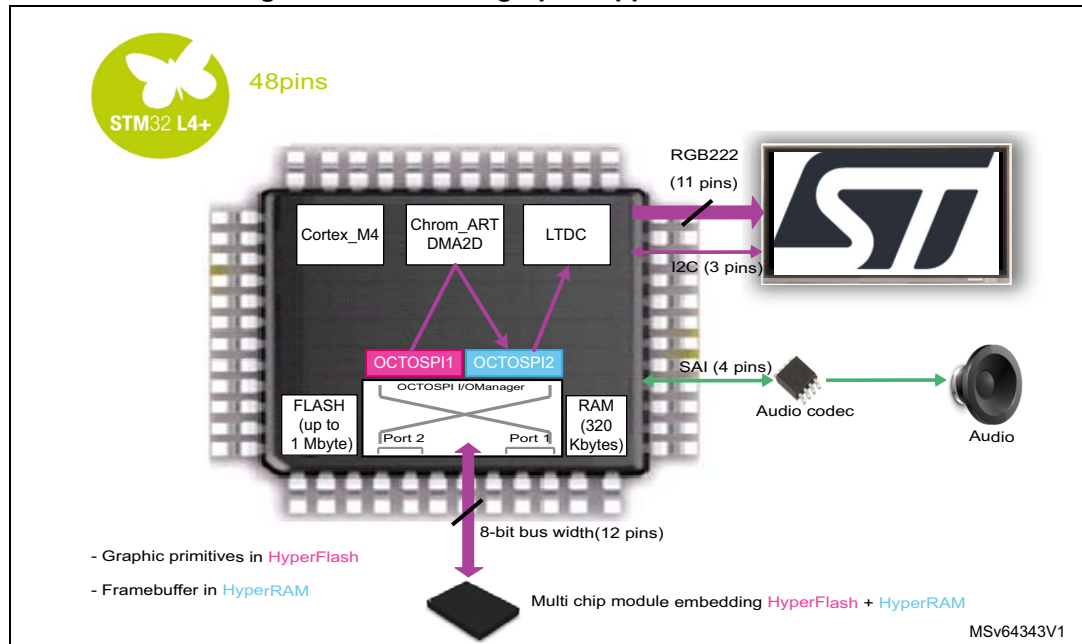 48pins
STM32 L4+
RGB222
(11 pins)
Cortex_M4
Chrom_ART
DMA2D
LTDC
I2C (3 pins)
OCTOSPI1
OCTOSPI2
OCTOSPI I/OManager
SAI (4 pins)
FLASH
(up to
1 Mbyte)
Port 2
Port 1
RAM
(320
Kbytes)
Audio codec
Audio
8-bit bus width(12 pins)
- Graphic primitives in HyperFlash
- Framebuffer in HyperRAM
Multi chip module embedding HyperFlash + HyperRAM
MSv64343V1